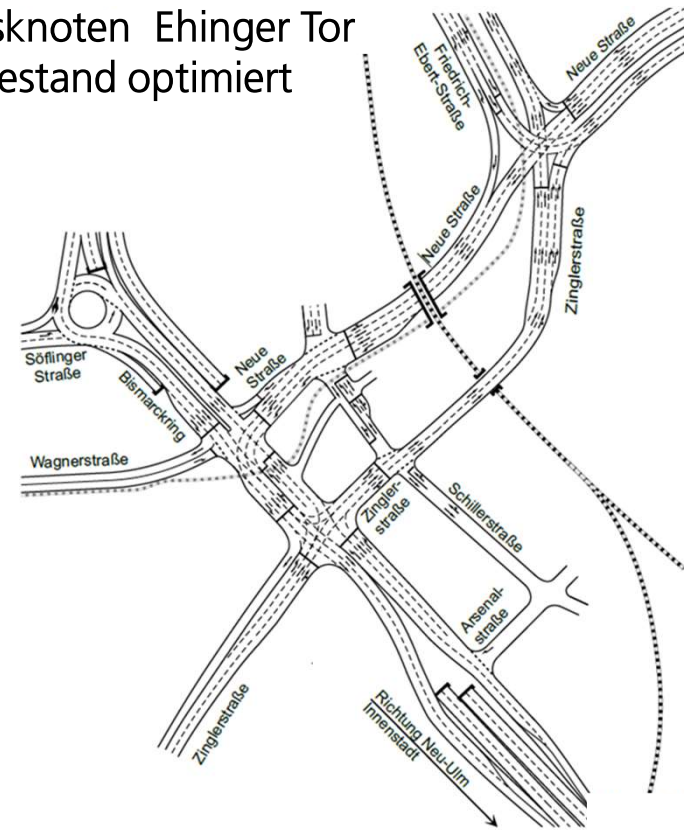 sknoten Ehinger Tor
estand optimiert
Friedrich-
Ebert-Straße
Neue Straße
Neue Straße
Zinglerstraße
Söflinger
Straße
Neue
Straße
Bismarckring
Wagnerstraße
Zingler-
straße
Schillerstraße
Arsenal-
straße
Zinglerstraße
Richtung Neu-Ulm
Innenstadt